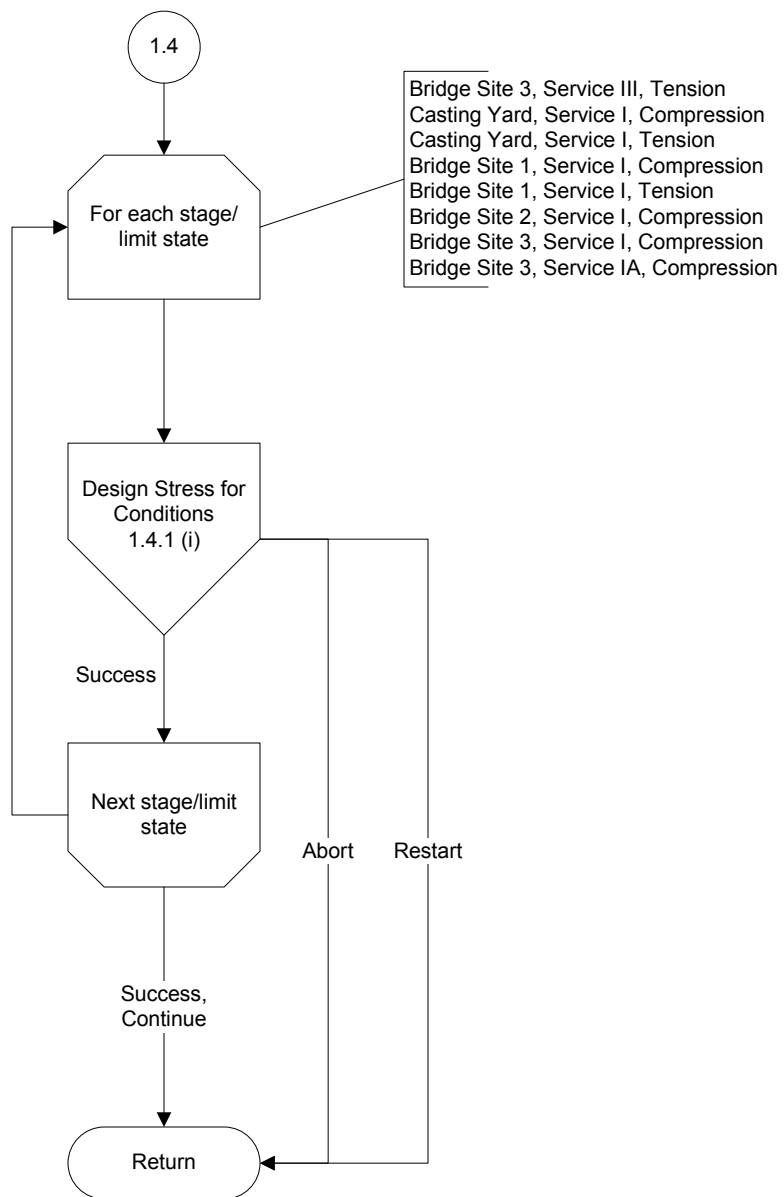 1.4
For each stage/
limit state
Bridge Site 3, Service III, Tension
Casting Yard, Service I, Compression
Casting Yard, Service I, Tension
Bridge Site 1, Service I, Compression
Bridge Site 1, Service I, Tension
Bridge Site 2, Service I, Compression
Bridge Site 3, Service I, Compression
Bridge Site 3, Service IA, Compression
Design Stress for
Conditions
1.4.1 (i)
Success
Next stage/limit
state
Abort
Restart
Success,
Continue
Return